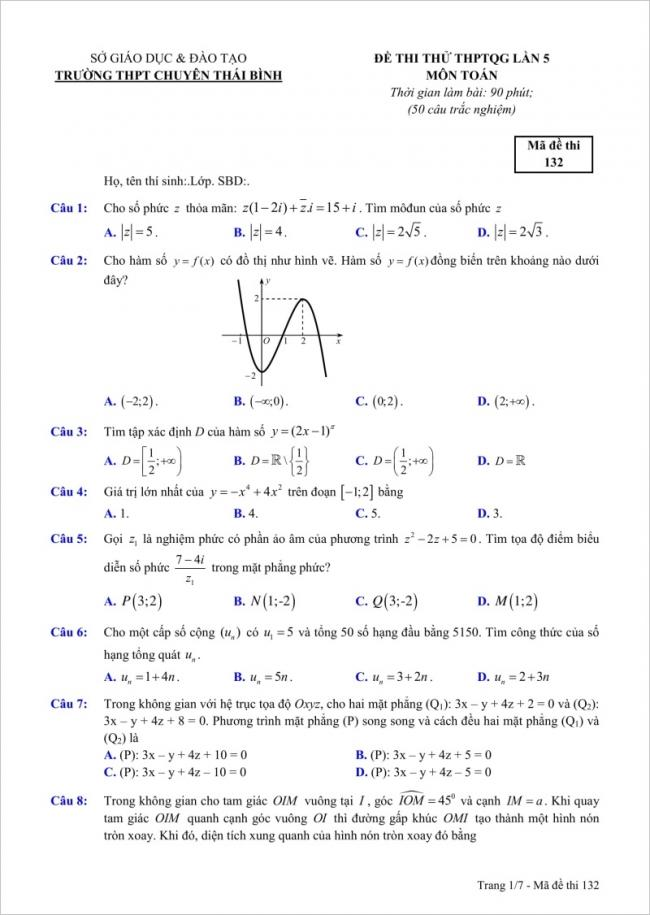 SỞ GIÁO DỤC & ĐÀO TẠO
TRƯỜNG THPT CHUYÊN THÁI BÌNH
ĐỀ THI THỬ THPTQG LẦN 5
MÔN TOÁN
Thời gian làm bài: 90 phút;
(50 câu trắc nghiệm)
Mã đề thi
132
Họ, tên thí sinh:.Lớp. SBD:.
Câu 1: Cho số phức z thỏa mãn: z(1−2i)+z̄.i=15+i. Tìm môđun của số phức z
A. |z|=5. B. |z|=4. C. |z|=2√5. D. |z|=2√3.
Câu 2: Cho hàm số y=f(x) có đồ thị như hình vẽ. Hàm số y=f(x) đồng biến trên khoảng nào dưới
đây?
y
2
−1 O 1 2 x
−2
A. (−2;2). B. (−∞;0). C. (0;2). D. (2;+∞).
Câu 3: Tìm tập xác định D của hàm số y=(2x−1)^π
A. D=[1/2;+∞) B. D=ℝ\{1/2} C. D=(1/2;+∞) D. D=ℝ
Câu 4: Giá trị lớn nhất của y=−x⁴+4x² trên đoạn [−1;2] bằng
A. 1. B. 4. C. 5. D. 3.
Câu 5: Gọi z₁ là nghiệm phức có phần ảo âm của phương trình z²−2z+5=0. Tìm tọa độ điểm biểu
diễn số phức (7−4i)/z₁ trong mặt phẳng phức?
A. P(3;2) B. N(1;-2) C. Q(3;-2) D. M(1;2)
Câu 6: Cho một cấp số cộng (uₙ) có u₁=5 và tổng 50 số hạng đầu bằng 5150. Tìm công thức của số
hạng tổng quát uₙ.
A. uₙ=1+4n. B. uₙ=5n. C. uₙ=3+2n. D. uₙ=2+3n
Câu 7: Trong không gian với hệ trục tọa độ Oxyz, cho hai mặt phẳng (Q₁): 3x – y + 4z + 2 = 0 và (Q₂):
3x – y + 4z + 8 = 0. Phương trình mặt phẳng (P) song song và cách đều hai mặt phẳng (Q₁) và
(Q₂) là
A. (P): 3x – y + 4z + 10 = 0 B. (P): 3x – y + 4z + 5 = 0
C. (P): 3x – y + 4z – 10 = 0 D. (P): 3x – y + 4z – 5 = 0
Câu 8: Trong không gian cho tam giác OIM vuông tại I, góc IOM=45⁰ và cạnh IM=a. Khi quay
tam giác OIM quanh cạnh góc vuông OI thì đường gấp khúc OMI tạo thành một hình nón
tròn xoay. Khi đó, diện tích xung quanh của hình nón tròn xoay đó bằng
Trang 1/7 - Mã đề thi 132